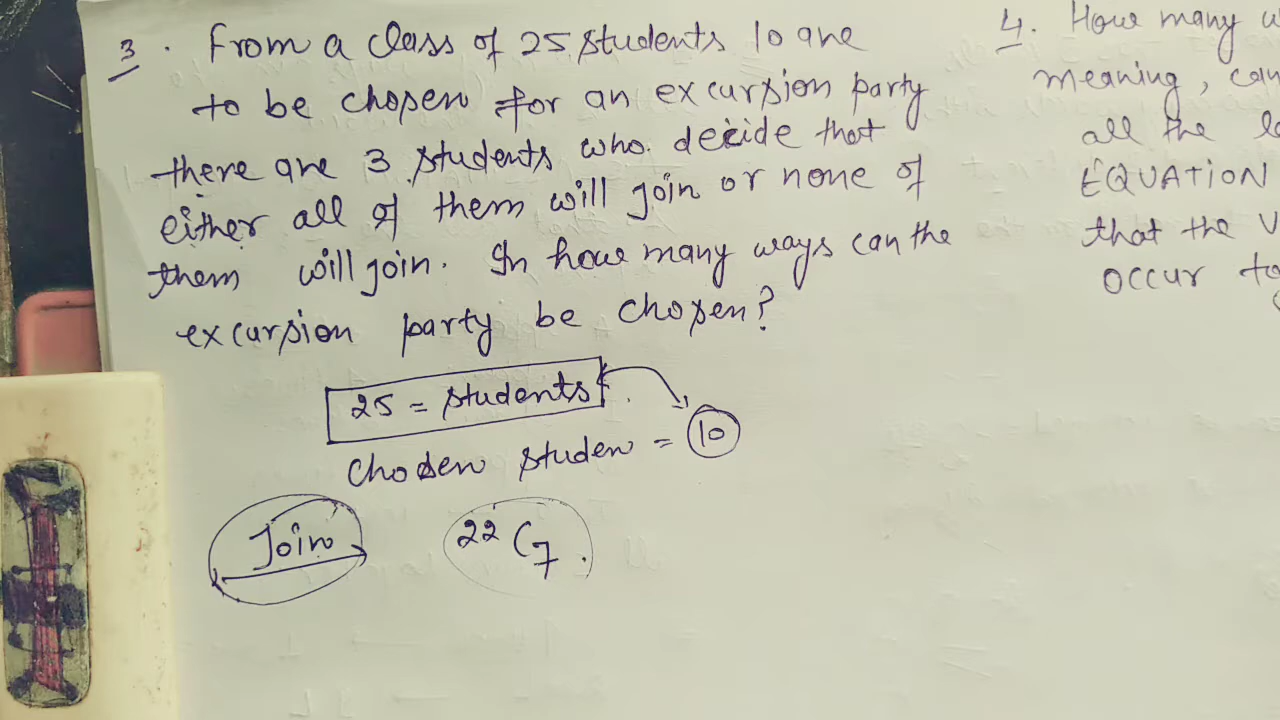 3. From a class of 25 students 10 are
to be chosen for an excursion party
there are 3 students who decide that
either all of them will join or none of
them will join. In how many ways can the
excursion party be chosen?
25 = students
Chosen studen = 10
Join
²²C₇.
4. How many
meaning,
all the
EQUATION
that the
occur